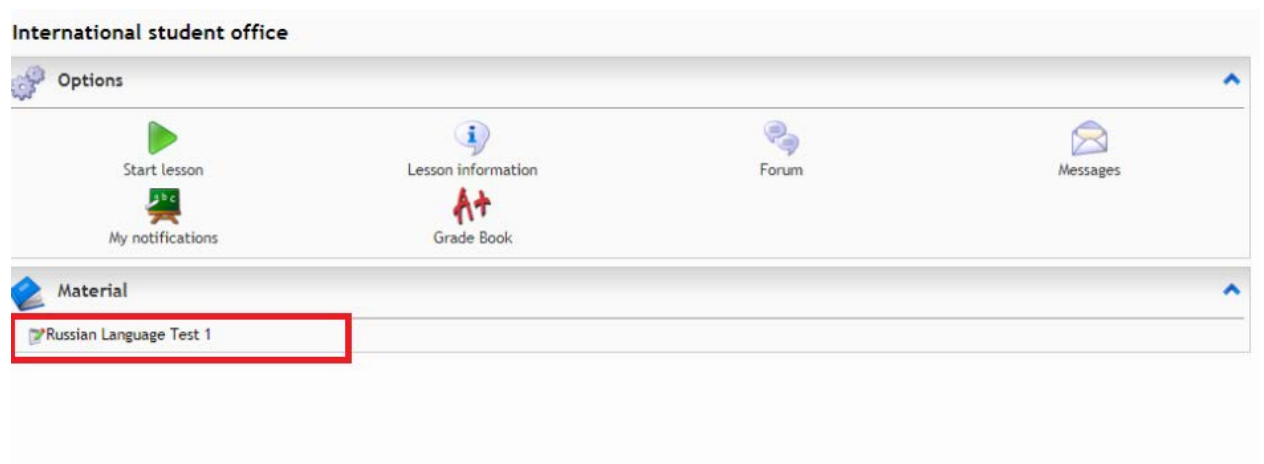 International student office
Options
Start lesson
Lesson information
Forum
Messages
My notifications
Grade Book
Material
Russian Language Test 1